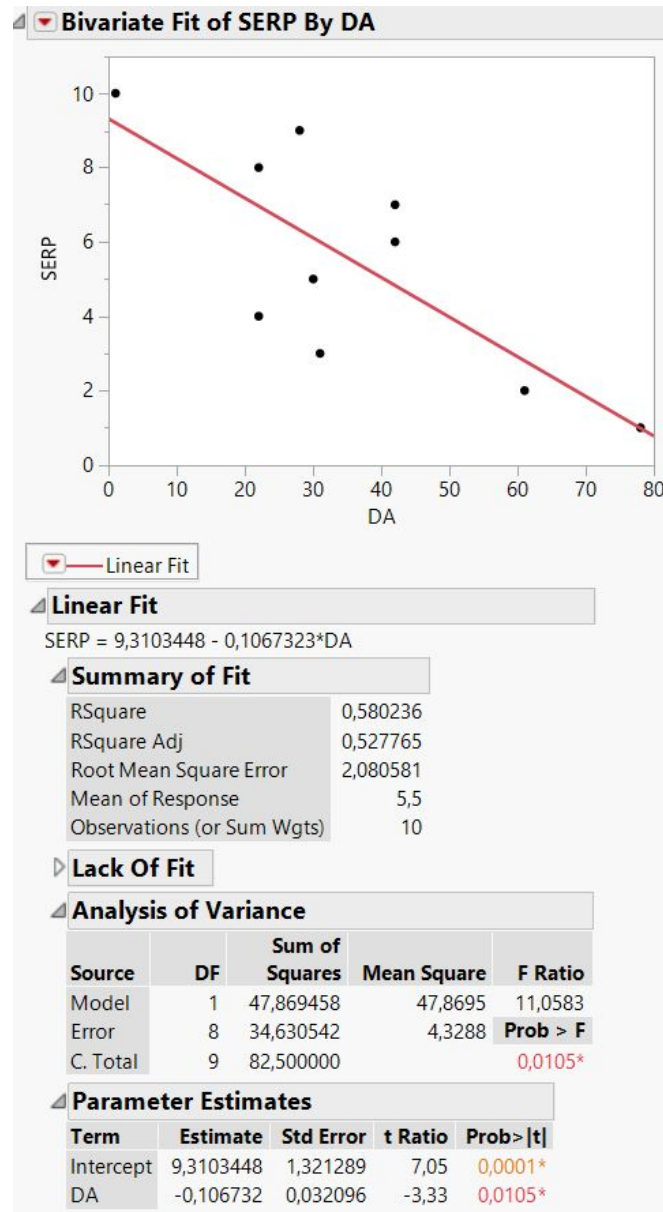 Bivariate Fit of SERP By DA
10
8
6
4
2
0
SERP
0 10 20 30 40 50 60 70 80
DA
Linear Fit
Linear Fit
SERP = 9,3103448 - 0,1067323*DA
Summary of Fit
RSquare 0,580236
RSquare Adj 0,527765
Root Mean Square Error 2,080581
Mean of Response 5,5
Observations (or Sum Wgts) 10
Lack Of Fit
Analysis of Variance
Sum of
Source DF Squares Mean Square F Ratio
Model 1 47,869458 47,8695 11,0583
Error 8 34,630542 4,3288 Prob > F
C. Total 9 82,500000 0,0105*
Parameter Estimates
Term Estimate Std Error t Ratio Prob>|t|
Intercept 9,3103448 1,321289 7,05 0,0001*
DA -0,106732 0,032096 -3,33 0,0105*